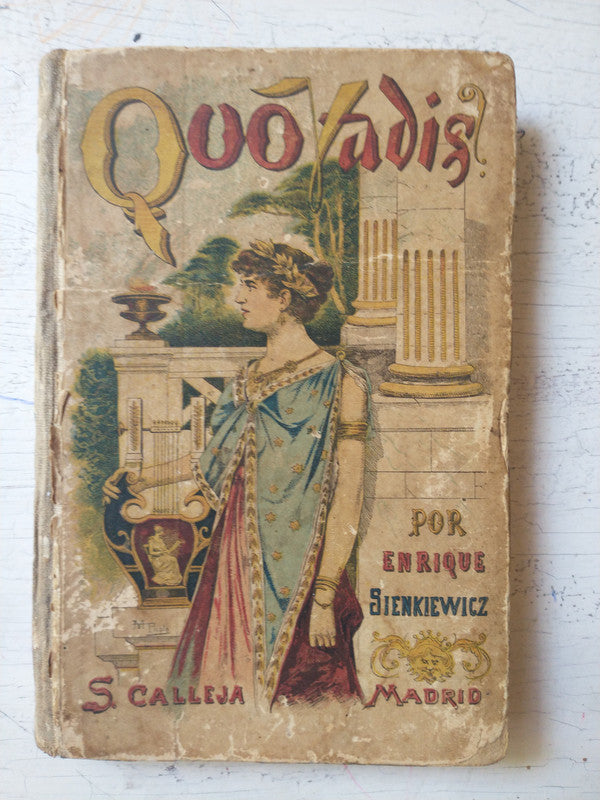 Quo Vadis?
POR
ENRIQUE
SIENKIEWICZ
S. CALLEJA MADRID